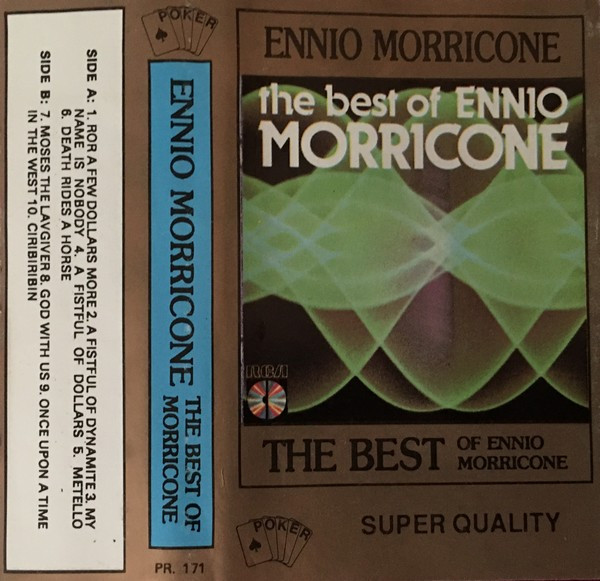 SIDE A: 1. ROR A FEW DOLLARS MORE 2. A FISTFUL OF DYNAMITE 3. MY
NAME IS NOBODY 4. A FISTFUL OF DOLLARS 5. METELLO
6. DEATH RIDES A HORSE
SIDE B: 7. MOSES THE LAVGIVER 8. GOD WITH US 9. ONCE UPON A TIME
IN THE WEST 10. CIRIBIRIBIN
POKER
ENNIO MORRICONE THE BEST OF
MORRICONE
PR. 171
ENNIO MORRICONE
the best of ENNIO
MORRICONE
RCA
THE BEST OF ENNIO
MORRICONE
POKER
SUPER QUALITY